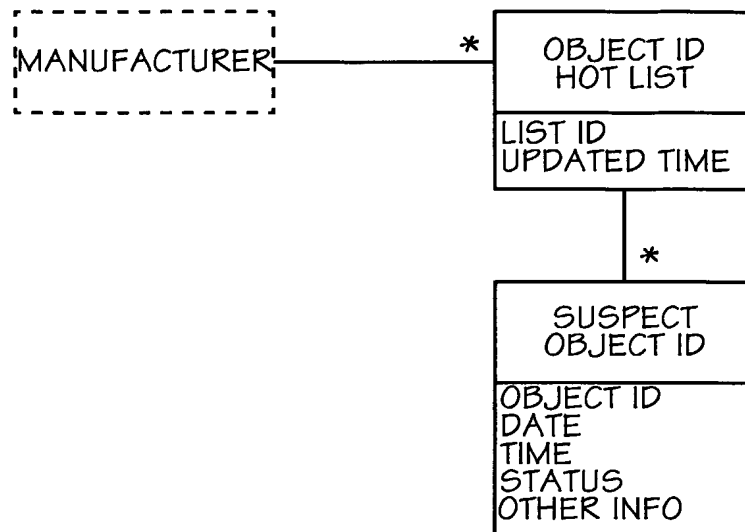 MANUFACTURER
*
OBJECT ID
HOT LIST
LIST ID
UPDATED TIME
*
SUSPECT
OBJECT ID
OBJECT ID
DATE
TIME
STATUS
OTHER INFO